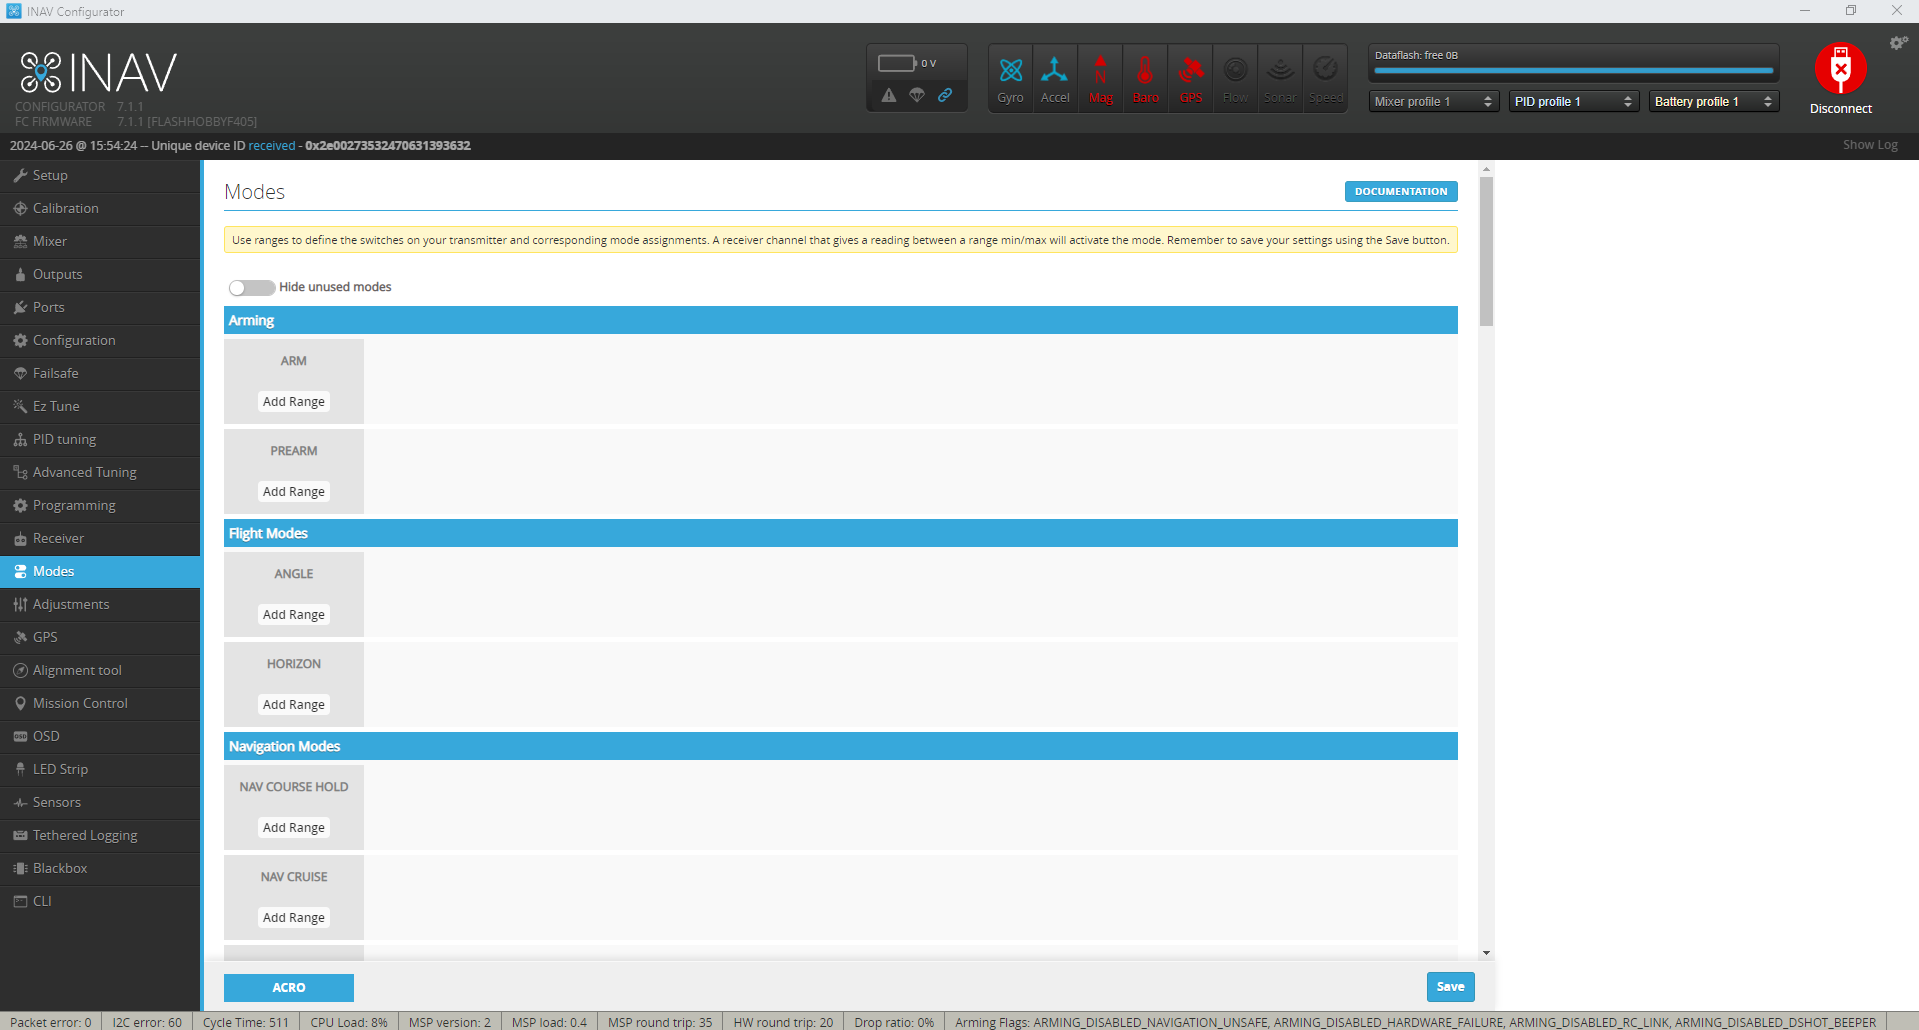 INAV Configurator
INAV
CONFIGURATOR 7.1.1
FC FIRMWARE 7.1.1 [FLASHHOBBYF405]
0 V
Gyro Accel Mag Baro GPS Flow Sonar Speed
N
Dataflash: free 0B
Mixer profile 1 PID profile 1 Battery profile 1
Disconnect
2024-06-26 @ 15:54:24 -- Unique device ID received - 0x2e002735324706313936​32
Show Log
Setup
Calibration
Mixer
Outputs
Ports
Configuration
Failsafe
Ez Tune
PID tuning
Advanced Tuning
Programming
Receiver
Modes
Adjustments
GPS
Alignment tool
Mission Control
OSD
LED Strip
Sensors
Tethered Logging
Blackbox
CLI
Modes
DOCUMENTATION
Use ranges to define the switches on your transmitter and corresponding mode assignments. A receiver channel that gives a reading between a range min/max will activate the mode. Remember to save your settings using the Save button.
Hide unused modes
Arming
ARM
Add Range
PREARM
Add Range
Flight Modes
ANGLE
Add Range
HORIZON
Add Range
Navigation Modes
NAV COURSE HOLD
Add Range
NAV CRUISE
Add Range
ACRO
Save
Packet error: 0 I2C error: 60 Cycle Time: 511 CPU Load: 8% MSP version: 2 MSP load: 0.4 MSP round trip: 35 HW round trip: 20 Drop ratio: 0% Arming Flags: ARMING_DISABLED_NAVIGATION_UNSAFE, ARMING_DISABLED_HARDWARE_FAILURE, ARMING_DISABLED_RC_LINK, ARMING_DISABLED_DSHOT_BEEPER